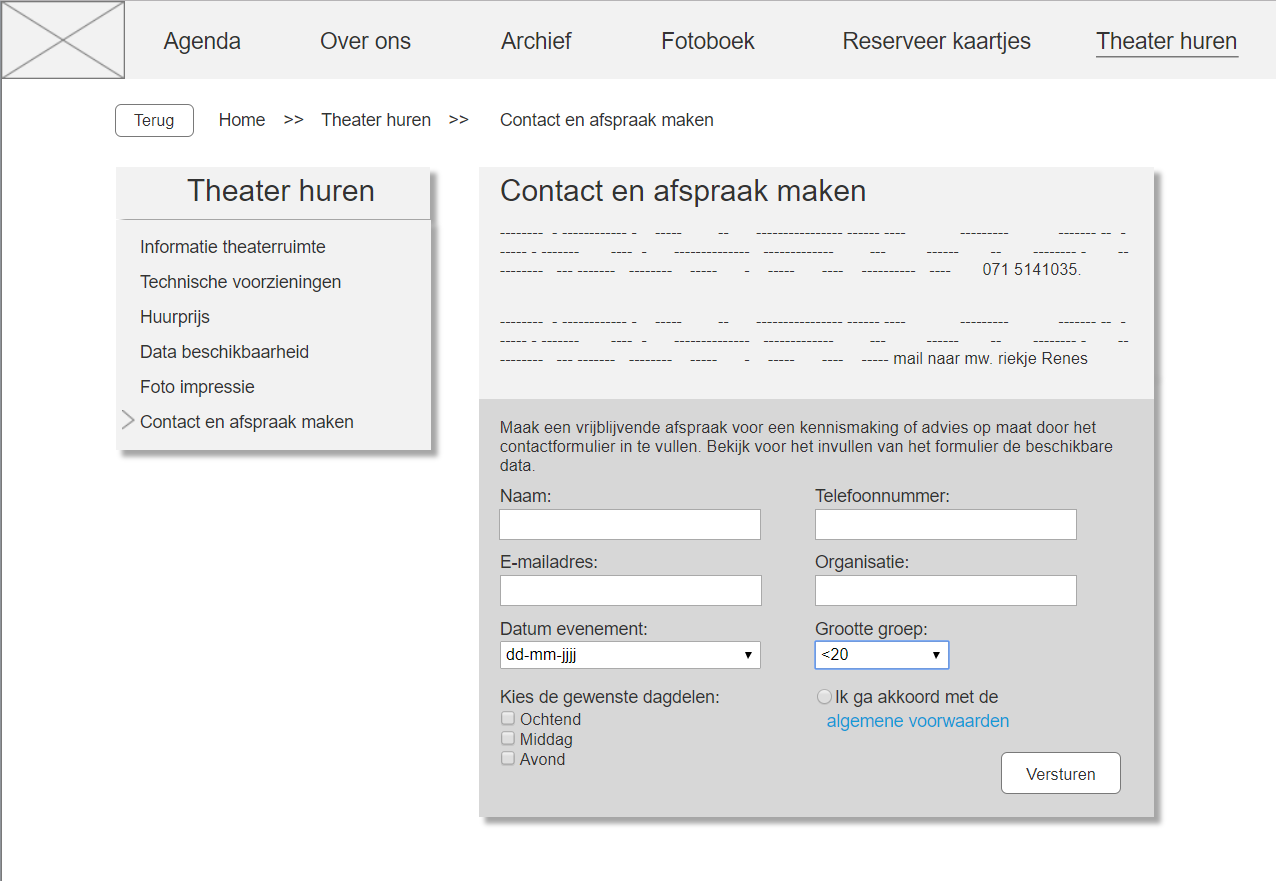 Agenda Over ons Archief Fotoboek Reserveer kaartjes Theater huren
Terug Home >> Theater huren >> Contact en afspraak maken
Theater huren
Informatie theaterruimte
Technische voorzieningen
Huurprijs
Data beschikbaarheid
Foto impressie
Contact en afspraak maken
Contact en afspraak maken
-------- - ------------ - ----- -- ---------------- ------ ---- --------- ------- -- -
----- - ------- ---- - -------------- ------------- --- ------ -- -------- - --
-------- --- ------- -------- ----- - ----- ---- ---------- ---- 071 5141035.
-------- - ------------ - ----- -- ---------------- ------ ---- --------- ------- -- -
----- - ------- ---- - -------------- ------------- --- ------ -- -------- - --
-------- --- ------- -------- ----- - ----- ---- ----- mail naar mw. riekje Renes
Maak een vrijblijvende afspraak voor een kennismaking of advies op maat door het
contactformulier in te vullen. Bekijk voor het invullen van het formulier de beschikbare
data.
Naam: Telefoonnummer:
E-mailadres: Organisatie:
Datum evenement: Grootte groep:
dd-mm-jjjj <20
Kies de gewenste dagdelen: Ik ga akkoord met de
Ochtend algemene voorwaarden
Middag
Avond
Versturen